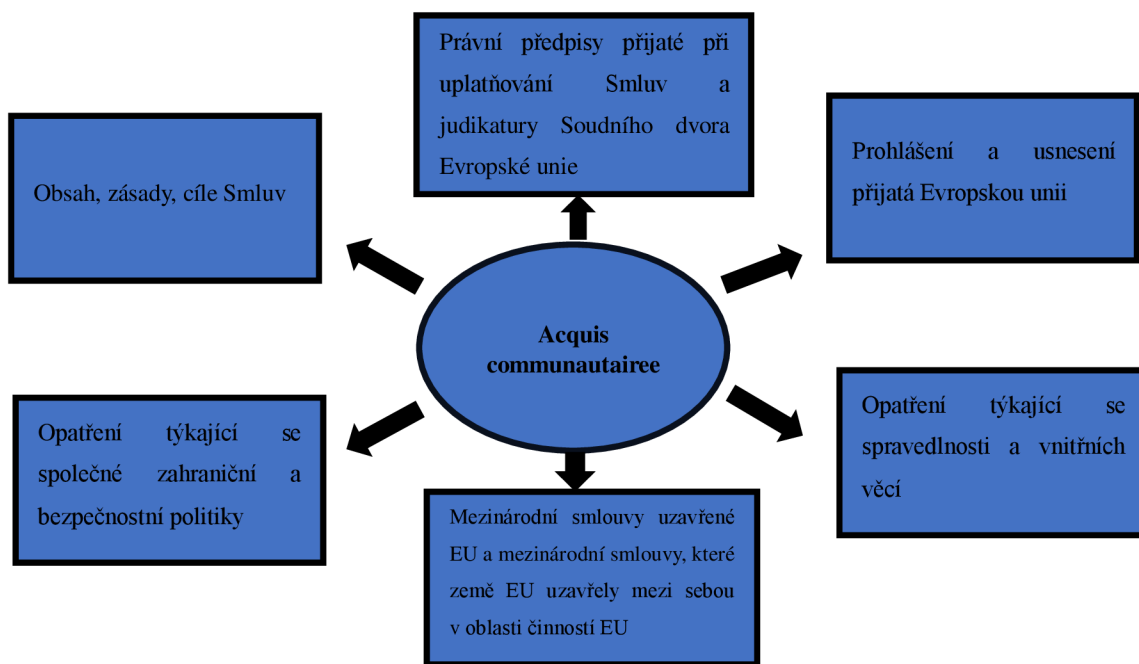 Právní předpisy přijaté při
uplatňování Smluv a
judikatury Soudního dvora
Evropské unie
Obsah, zásady, cíle Smluv
Prohlášení a usnesení
přijatá Evropskou unii
Acquis
communautairee
Opatření týkající se
společné zahraniční a
bezpečnostní politiky
Opatření týkající se
spravedlnosti a vnitřních
věcí
Mezinárodní smlouvy uzavřené
EU a mezinárodní smlouvy, které
země EU uzavřely mezi sebou
v oblasti činností EU